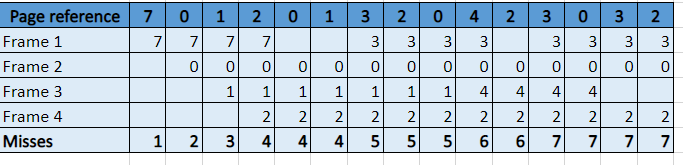 Page reference 7 0 1 2 0 1 3 2 0 4 2 3 0 3 2
Frame 1 7 7 7 7 3 3 3 3 3 3 3 3
Frame 2 0 0 0 0 0 0 0 0 0 0 0 0 0 0
Frame 3 1 1 1 1 1 1 1 4 4 4 4
Frame 4 2 2 2 2 2 2 2 2 2 2 2 2
Misses 1 2 3 4 4 4 5 5 5 6 6 7 7 7 7